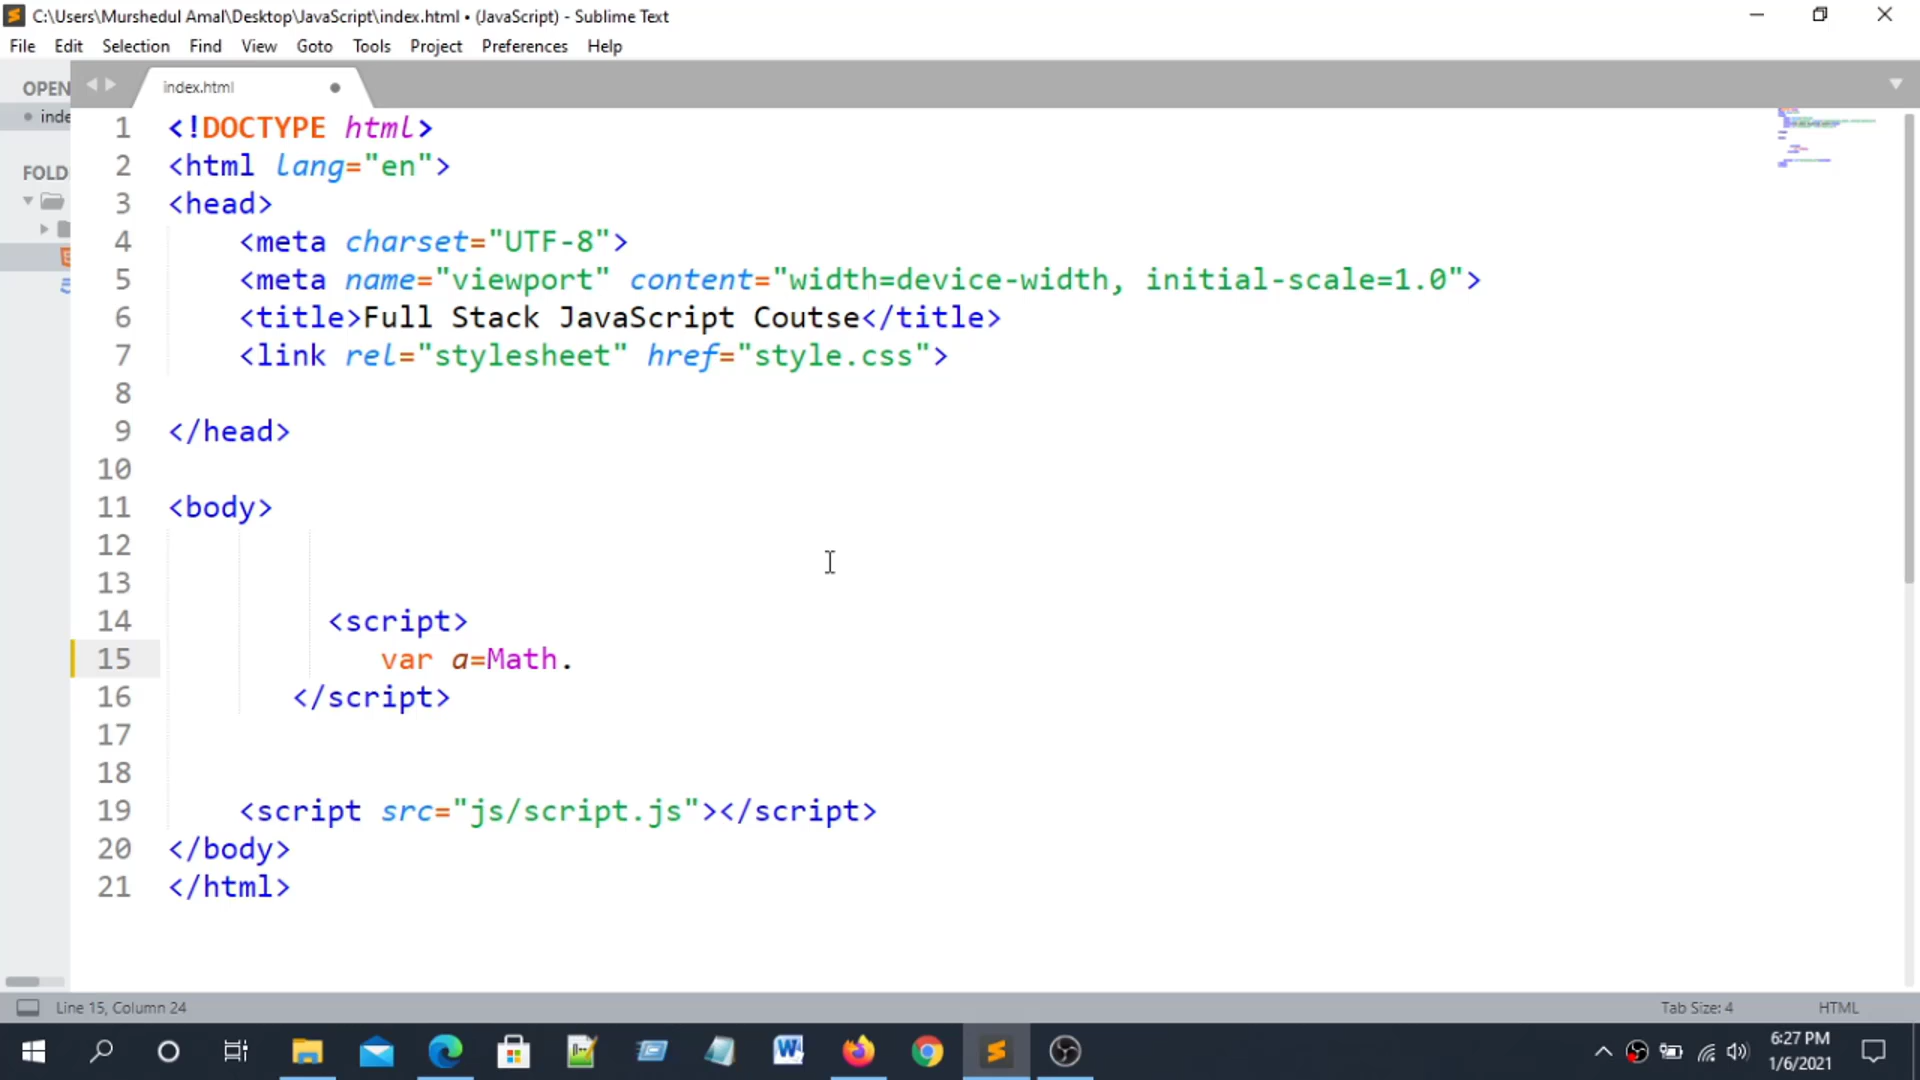 C:\Users\Murshedul Amal\Desktop\JavaScript\index.html • (JavaScript) - Sublime Text
File Edit Selection Find View Goto Tools Project Preferences Help
OPEN
index.html
inde
FOLD
1 <!DOCTYPE html>
2 <html lang="en">
3 <head>
4 <meta charset="UTF-8">
5 <meta name="viewport" content="width=device-width, initial-scale=1.0">
6 <title>Full Stack JavaScript Coutse</title>
7 <link rel="stylesheet" href="style.css">
8
9 </head>
10
11 <body>
12
13
14 <script>
15 var a=Math.
16 </script>
17
18
19 <script src="js/script.js"></script>
20 </body>
21 </html>
Line 15, Column 24
Tab Size: 4
HTML
6:27 PM
1/6/2021